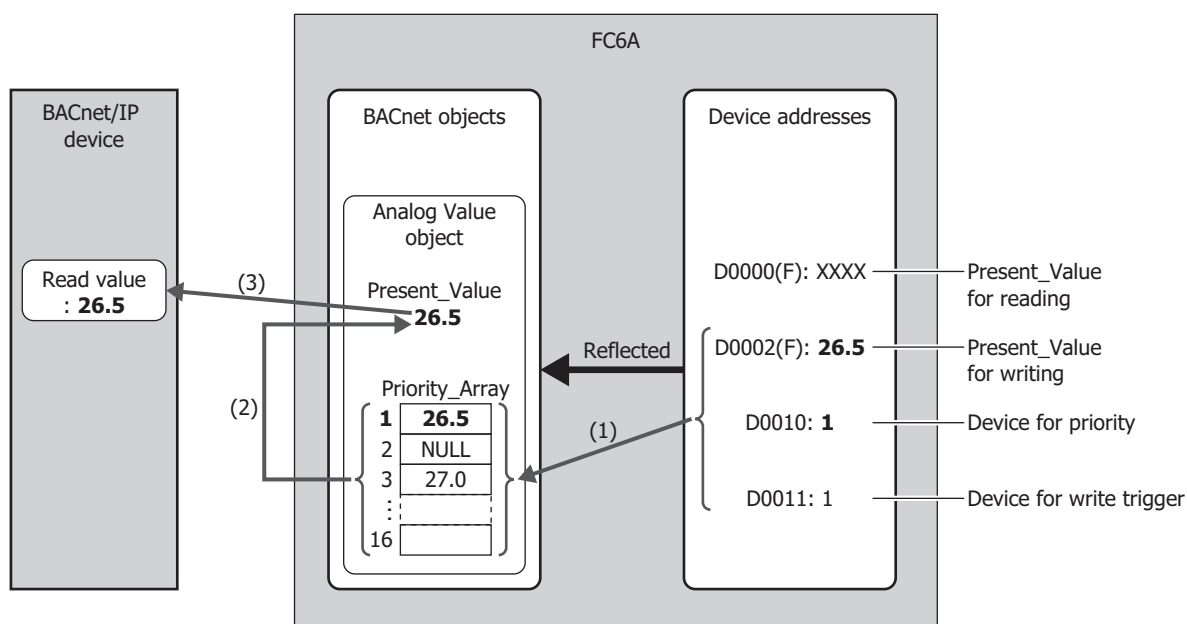 FC6A
BACnet/IP
device
Read value
: 26.5
(3)
(2)
BACnet objects
Analog Value
object
Present_Value
26.5
Priority_Array
1 26.5
2 NULL
3 27.0
:
16
Reflected
(1)
Device addresses
D0000(F): XXXX
Present_Value
for reading
D0002(F): 26.5
Present_Value
for writing
D0010: 1
Device for priority
D0011: 1
Device for write trigger